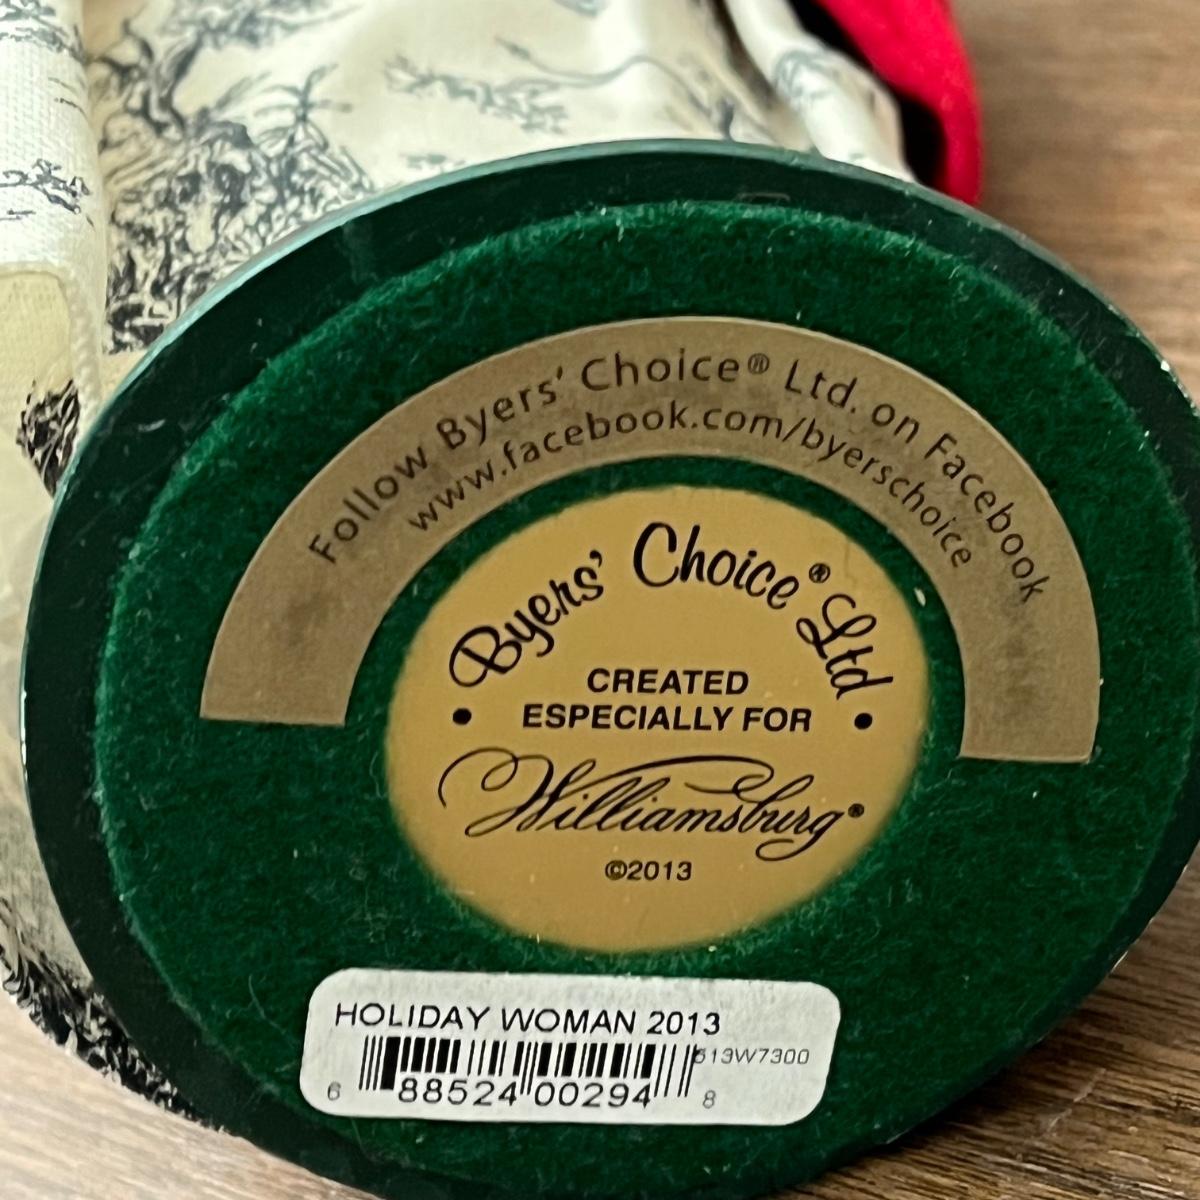 Follow Byers' Choice® Ltd. on Facebook
www.facebook.com/byerschoice
Byers' Choice® Ltd
CREATED
• ESPECIALLY FOR •
Williamsburg®
©2013
HOLIDAY WOMAN 2013
613W7300
6 88524 00294 8